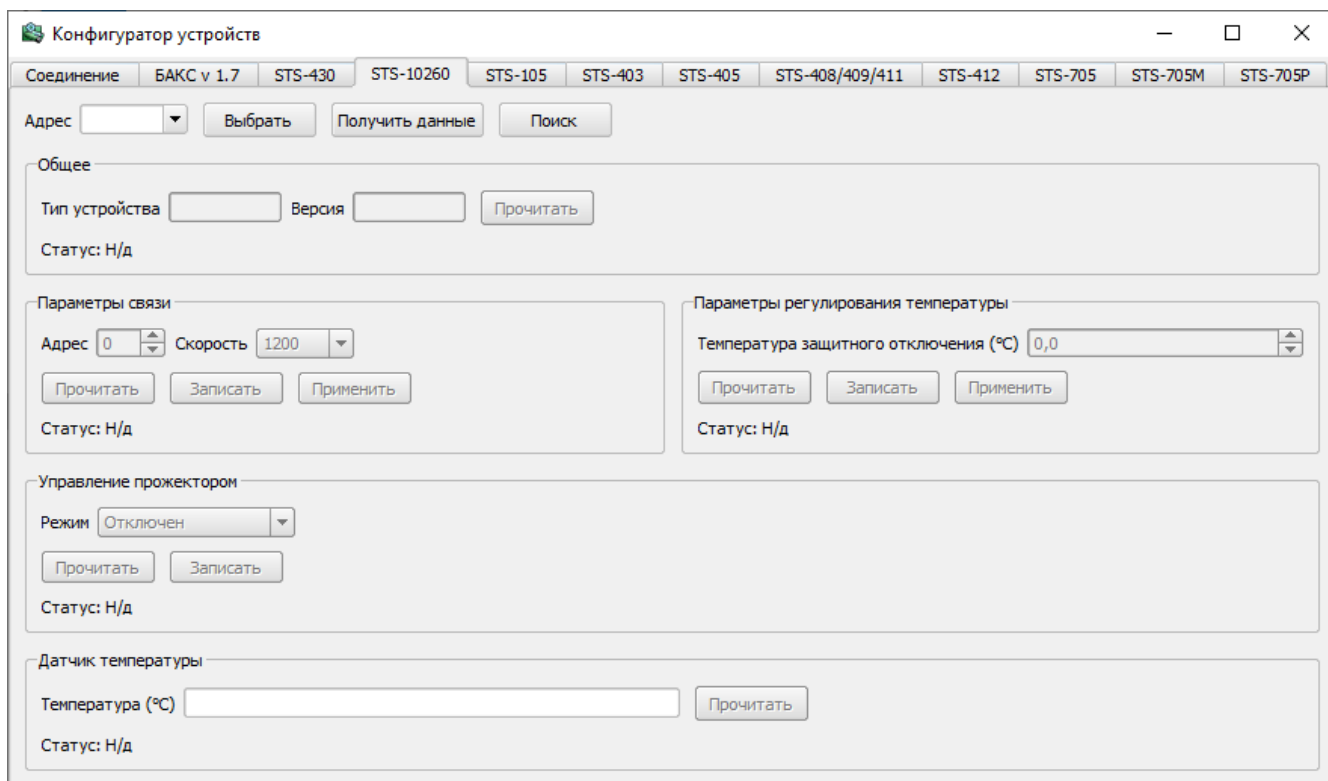 Конфигуратор устройств
Соединение БАКС v 1.7 STS-430 STS-10260 STS-105 STS-403 STS-405 STS-408/409/411 STS-412 STS-705 STS-705M STS-705P
Адрес Выбрать Получить данные Поиск
Общее
Тип устройства Версия Прочитать
Статус: Н/д
Параметры связи Параметры регулирования температуры
Адрес 0 Скорость 1200 Температура защитного отключения (°C) 0,0
Прочитать Записать Применить Прочитать Записать Применить
Статус: Н/д Статус: Н/д
Управление прожектором
Режим Отключен
Прочитать Записать
Статус: Н/д
Датчик температуры
Температура (°C) Прочитать
Статус: Н/д